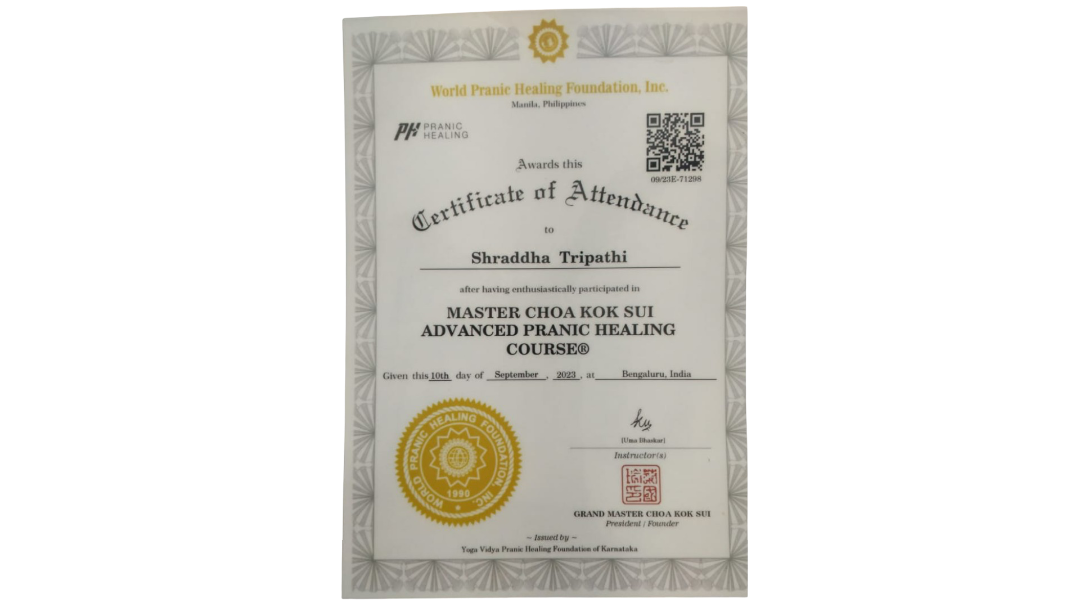 World Pranic Healing Foundation, Inc.
Manila, Philippines
PH PRANIC
HEALING
09/23E-71298
Awards this
Certificate of Attendance
to
Shraddha Tripathi
after having enthusiastically participated in
MASTER CHOA KOK SUI
ADVANCED PRANIC HEALING
COURSE®
Given this 10th day of September, 2023, at Bengaluru, India
WORLD PRANIC HEALING FOUNDATION, INC.
1990
(Uma Bhaskar)
Instructor(s)
GRAND MASTER CHOA KOK SUI
President / Founder
~ Issued by ~
Yoga Vidya Pranic Healing Foundation of Karnataka